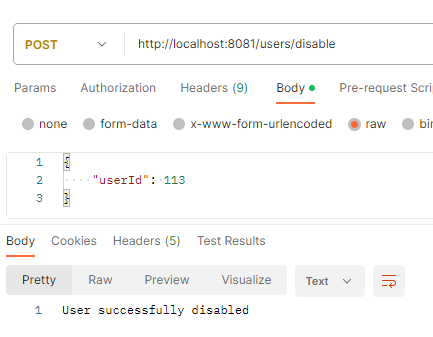 POST http://localhost:8081/users/disable
Params Authorization Headers (9) Body Pre-request Scri
none form-data x-www-form-urlencoded raw bin
1 {
2 "userId": 113
3 }
Body Cookies Headers (5) Test Results
Pretty Raw Preview Visualize Text
1 User successfully disabled